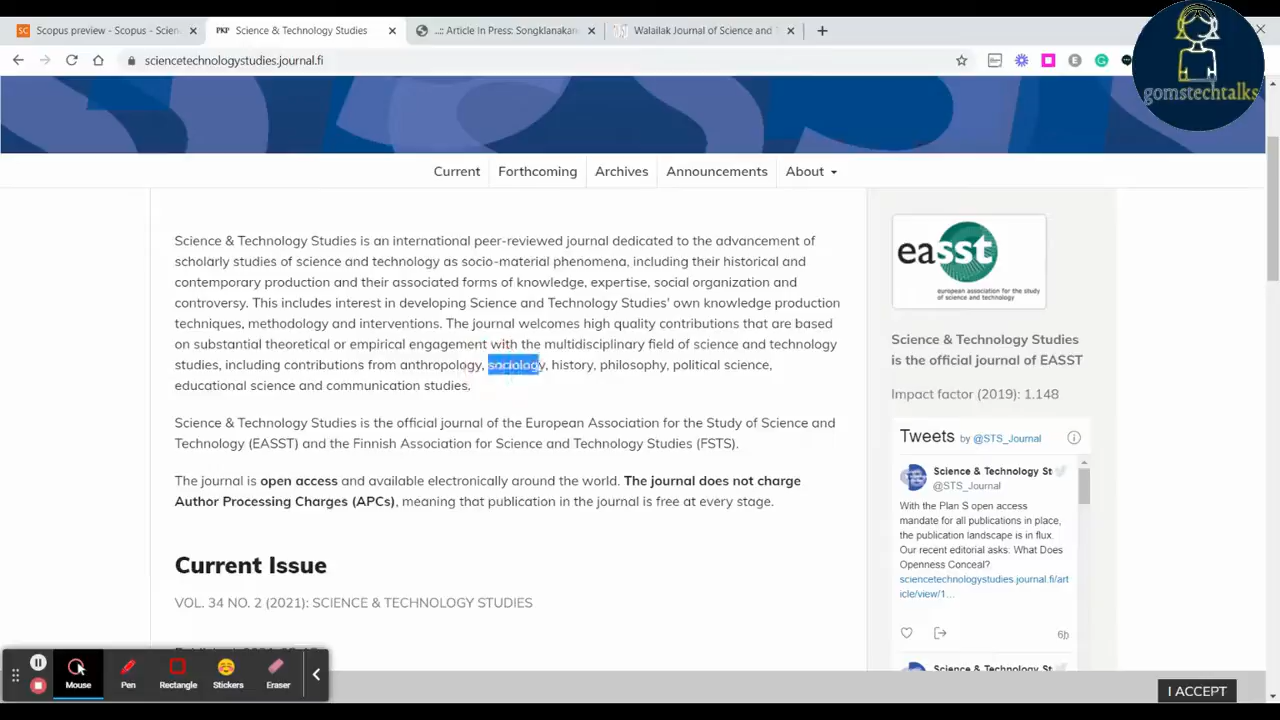 Scopus preview - Scopus - Scien
PKP Science & Technology Studies
..:: Article In Press: Songklanakar
Walailak Journal of Science and T
sciencetechnologystudies.journal.fi
gomstechtalks
Current
Forthcoming
Archives
Announcements
About
Science & Technology Studies is an international peer-reviewed journal dedicated to the advancement of
scholarly studies of science and technology as socio-material phenomena, including their historical and
contemporary production and their associated forms of knowledge, expertise, social organization and
controversy. This includes interest in developing Science and Technology Studies' own knowledge production
techniques, methodology and interventions. The journal welcomes high quality contributions that are based
on substantial theoretical or empirical engagement with the multidisciplinary field of science and technology
studies, including contributions from anthropology, sociology, history, philosophy, political science,
educational science and communication studies.
Science & Technology Studies is the official journal of the European Association for the Study of Science and
Technology (EASST) and the Finnish Association for Science and Technology Studies (FSTS).
The journal is open access and available electronically around the world. The journal does not charge
Author Processing Charges (APCs), meaning that publication in the journal is free at every stage.
Current Issue
VOL. 34 NO. 2 (2021): SCIENCE & TECHNOLOGY STUDIES
easst
european association for the study
of science and technology
Science & Technology Studies
is the official journal of EASST
Impact factor (2019): 1.148
Tweets by @STS_Journal
Science & Technology St
@STS_Journal
With the Plan S open access
mandate for all publications in place,
the publication landscape is in flux.
Our recent editorial asks: What Does
Openness Conceal?
sciencetechnologystudies.journal.fi/art
icle/view/1…
6h
Science & Technology St
Mouse
Pen
Rectangle
Stickers
Eraser
I ACCEPT